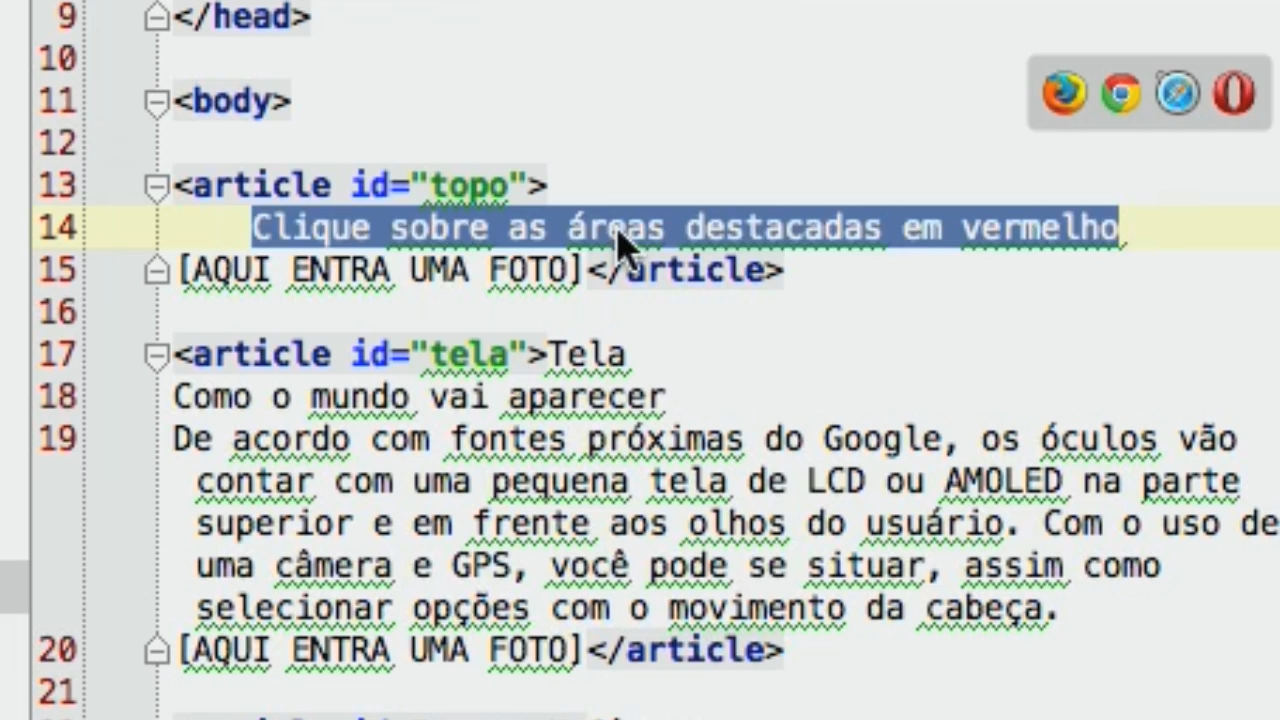 9 </head>
10
11 <body>
12
13 <article id="topo">
14 Clique sobre as áreas destacadas em vermelho
15 [AQUI ENTRA UMA FOTO]</article>
16
17 <article id="tela">Tela
18 Como o mundo vai aparecer
19 De acordo com fontes próximas do Google, os óculos vão
contar com uma pequena tela de LCD ou AMOLED na parte
superior e em frente aos olhos do usuário. Com o uso de
uma câmera e GPS, você pode se situar, assim como
selecionar opções com o movimento da cabeça.
20 [AQUI ENTRA UMA FOTO]</article>
21